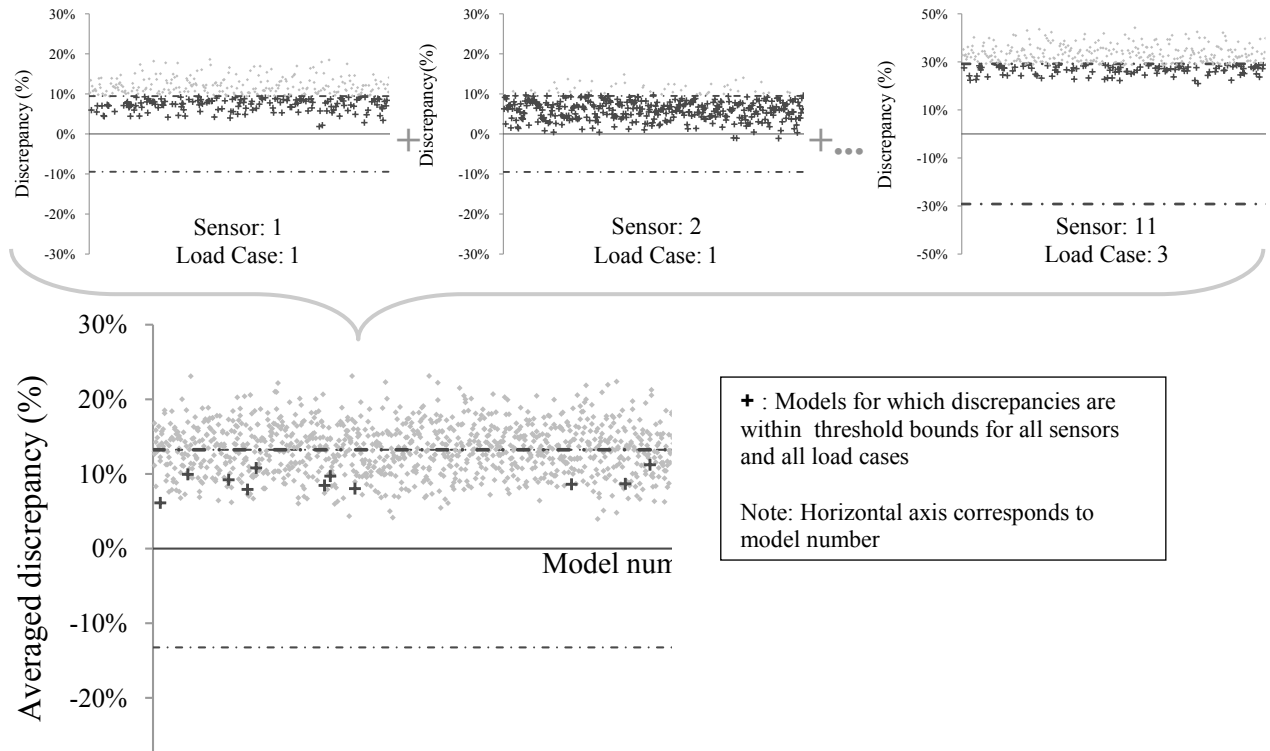 30%
20%
10%
0%
-10%
-20%
-30%
Discrepancy (%)
Sensor: 1
Load Case: 1
+
30%
20%
10%
0%
-10%
-20%
-30%
Discrepancy(%)
Sensor: 2
Load Case: 1
+ ...
50%
30%
10%
-10%
-30%
-50%
Discrepancy (%)
Sensor: 11
Load Case: 3
30%
20%
10%
0%
-10%
-20%
Averaged discrepancy (%)
Model num
+ : Models for which discrepancies are
within threshold bounds for all sensors
and all load cases
Note: Horizontal axis corresponds to
model number